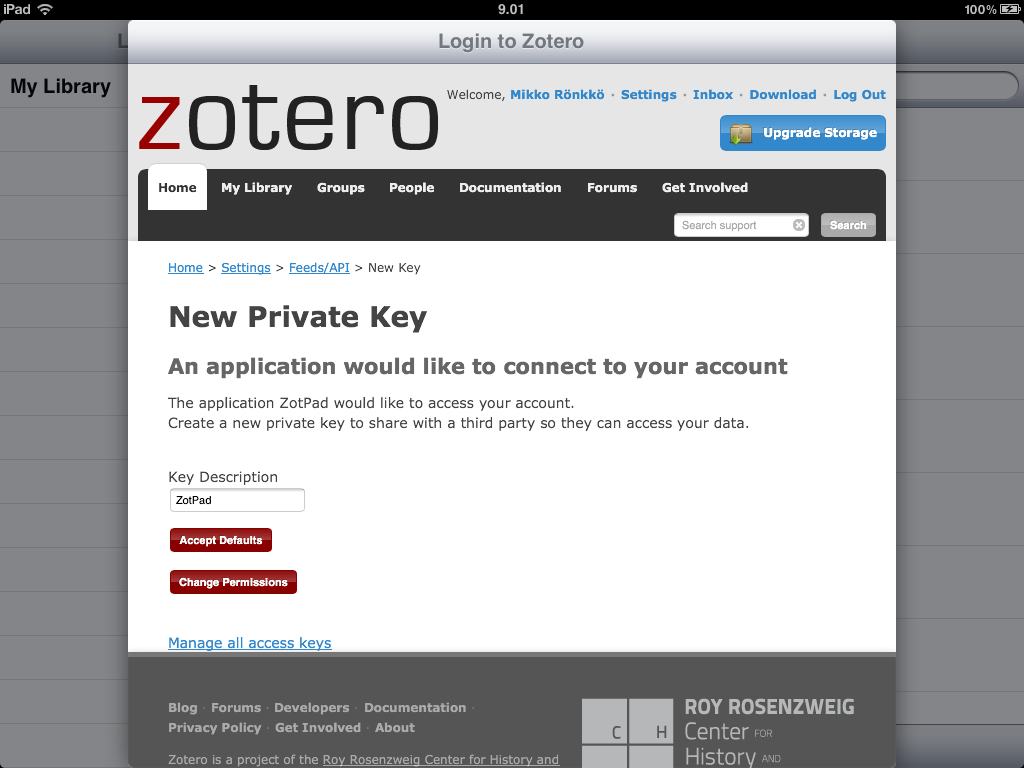 iPad 9.01 100%
L
Login to Zotero
My Library
zotero
Welcome, Mikko Rönkkö · Settings · Inbox · Download · Log Out
Upgrade Storage
Home My Library Groups People Documentation Forums Get Involved
Search support Search
Home > Settings > Feeds/API > New Key
New Private Key
An application would like to connect to your account
The application ZotPad would like to access your account.
Create a new private key to share with a third party so they can access your data.
Key Description
ZotPad
Accept Defaults
Change Permissions
Manage all access keys
Blog · Forums · Developers · Documentation ·
Privacy Policy · Get Involved · About
Zotero is a project of the Roy Rosenzweig Center for History and
C H
ROY ROSENZWEIG
Center FOR
History AND